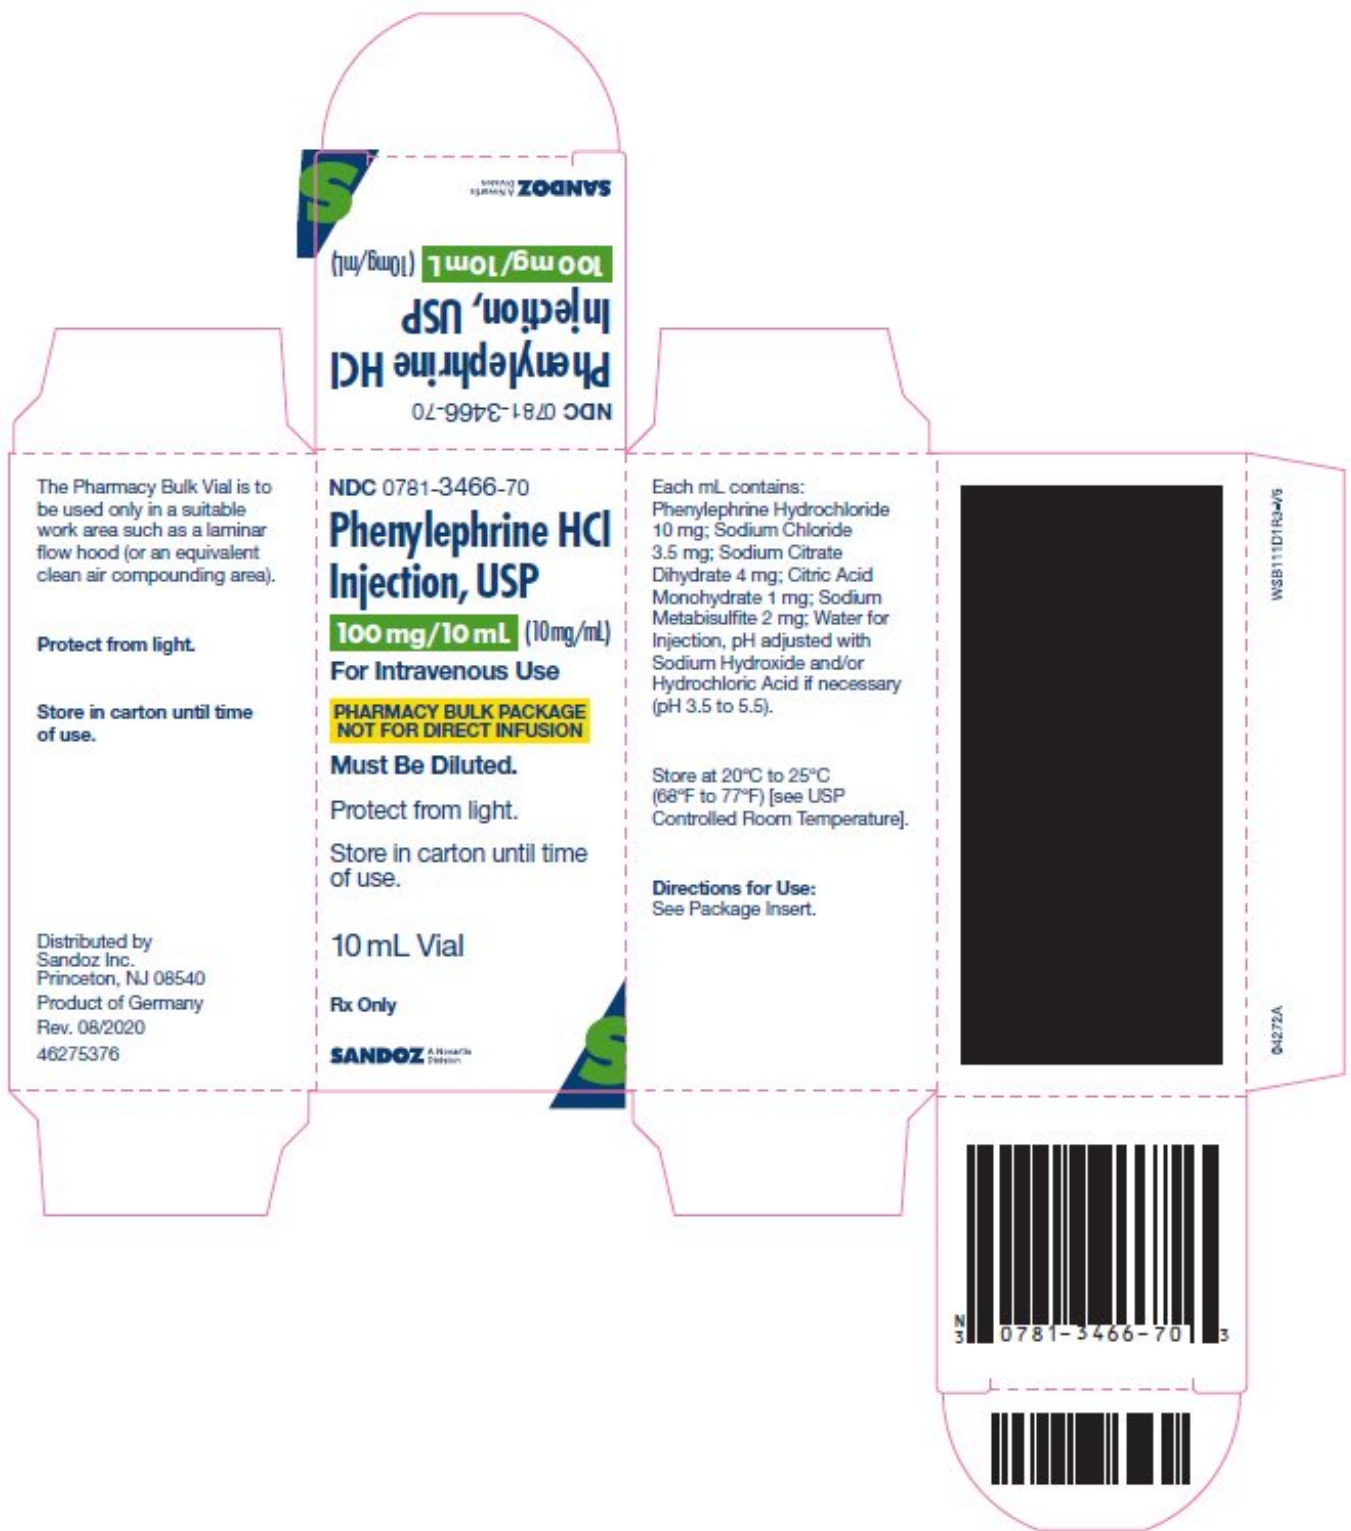 SANDOZ A Novartis
Division
100 mg/10 mL (10mg/mL)
Injection, USP
Phenylephrine HCl
NDC 0781-3466-70
The Pharmacy Bulk Vial is to
be used only in a suitable
work area such as a laminar
flow hood (or an equivalent
clean air compounding area).
Protect from light.
Store in carton until time
of use.
Distributed by
Sandoz Inc.
Princeton, NJ 08540
Product of Germany
Rev. 08/2020
46275376
NDC 0781-3466-70
Phenylephrine HCl
Injection, USP
100 mg/10 mL (10mg/mL)
For Intravenous Use
PHARMACY BULK PACKAGE
NOT FOR DIRECT INFUSION
Must Be Diluted.
Protect from light.
Store in carton until time
of use.
10 mL Vial
Rx Only
SANDOZ A Novartis
Division
Each mL contains:
Phenylephrine Hydrochloride
10 mg; Sodium Chloride
3.5 mg; Sodium Citrate
Dihydrate 4 mg; Citric Acid
Monohydrate 1 mg; Sodium
Metabisulfite 2 mg; Water for
Injection, pH adjusted with
Sodium Hydroxide and/or
Hydrochloric Acid if necessary
(pH 3.5 to 5.5).
Store at 20°C to 25°C
(68°F to 77°F) [see USP
Controlled Room Temperature].
Directions for Use:
See Package Insert.
04272A
N
3 0781-3466-70 3